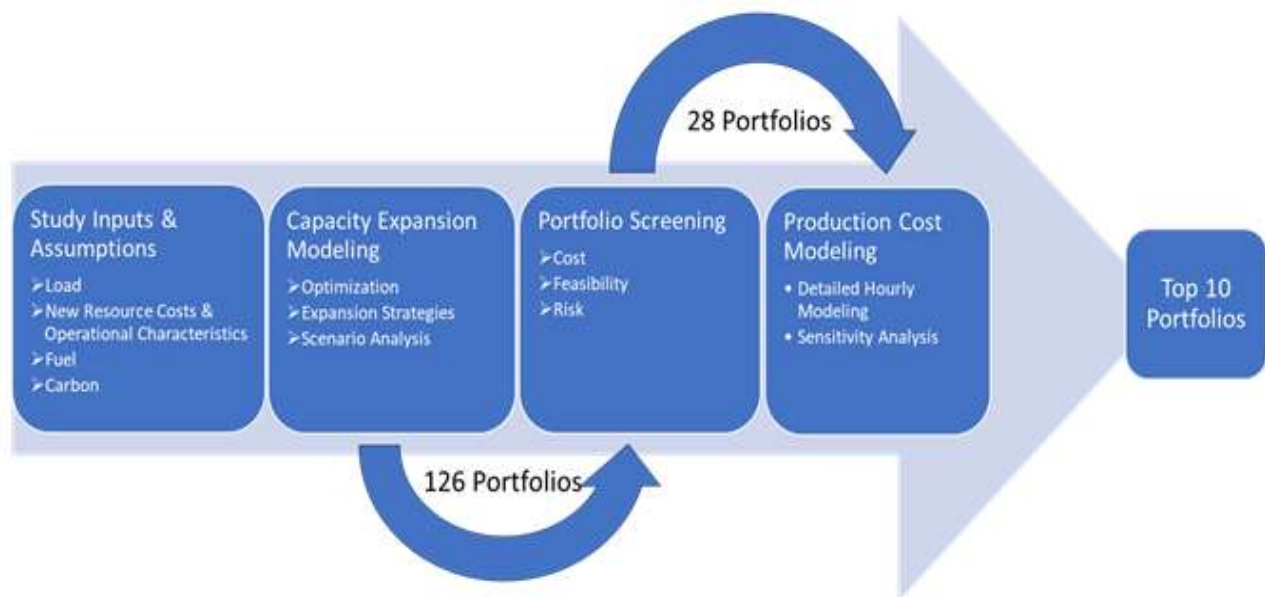 28 Portfolios
Study Inputs &
Assumptions
➢Load
➢New Resource Costs &
Operational Characteristics
➢Fuel
➢Carbon
Capacity Expansion
Modeling
➢Optimization
➢Expansion Strategies
➢Scenario Analysis
Portfolio Screening
➢Cost
➢Feasibility
➢Risk
Production Cost
Modeling
• Detailed Hourly
Modeling
• Sensitivity Analysis
Top 10
Portfolios
126 Portfolios